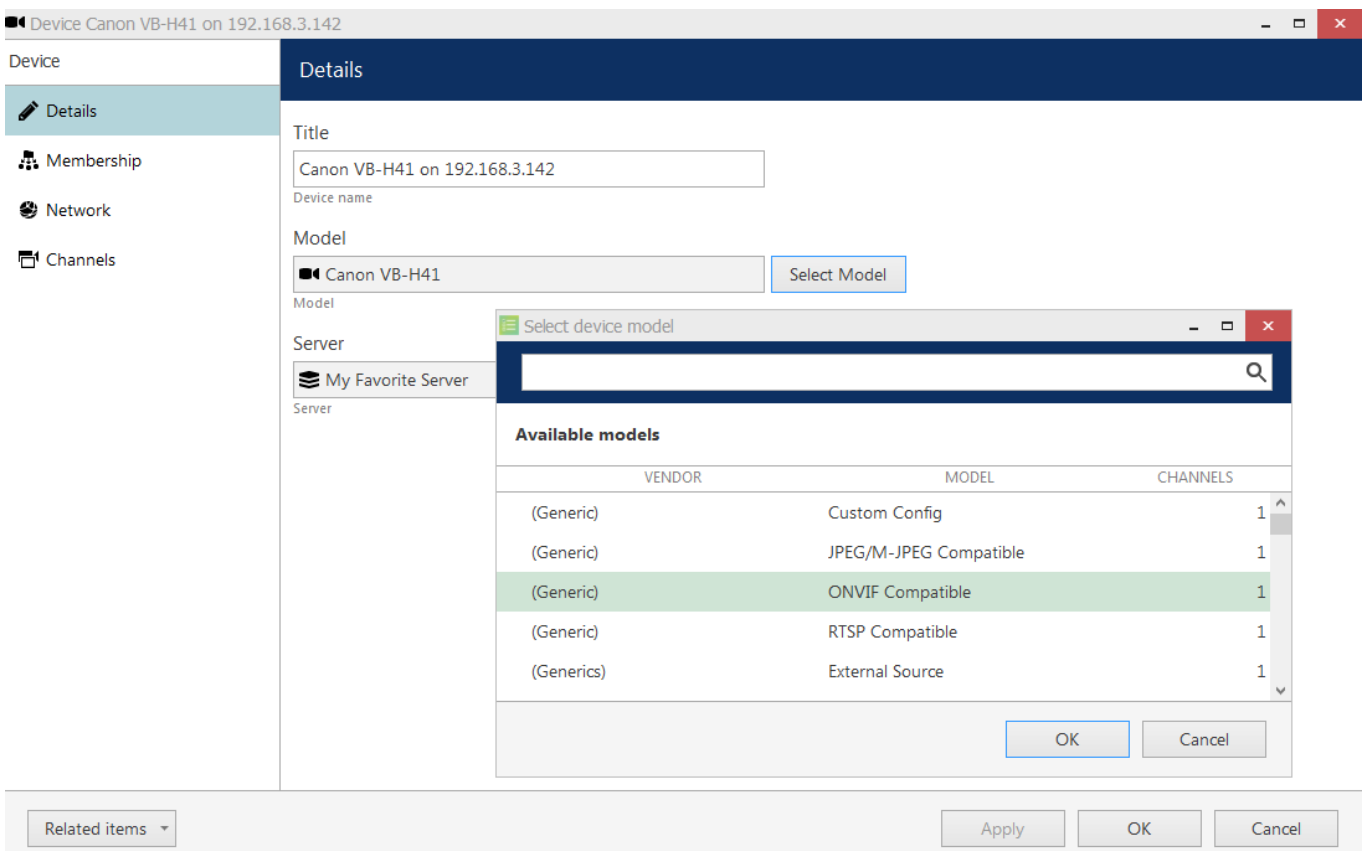 Device Canon VB-H41 on 192.168.3.142
Device
Details
Membership
Network
Channels
Details
Title
Canon VB-H41 on 192.168.3.142
Device name
Model
Canon VB-H41
Select Model
Model
Server
My Favorite Server
Server
Select device model
Available models
VENDOR MODEL CHANNELS
(Generic) Custom Config 1
(Generic) JPEG/M-JPEG Compatible 1
(Generic) ONVIF Compatible 1
(Generic) RTSP Compatible 1
(Generics) External Source 1
OK Cancel
Related items Apply OK Cancel